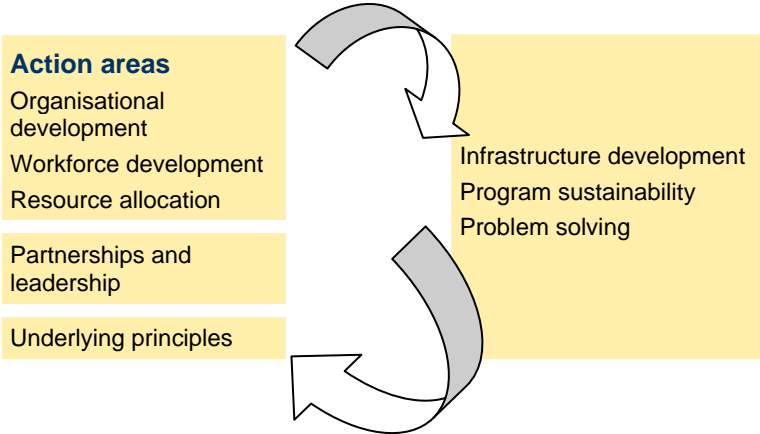 Action areas
Organisational
development
Workforce development
Resource allocation
Partnerships and
leadership
Underlying principles
Infrastructure development
Program sustainability
Problem solving